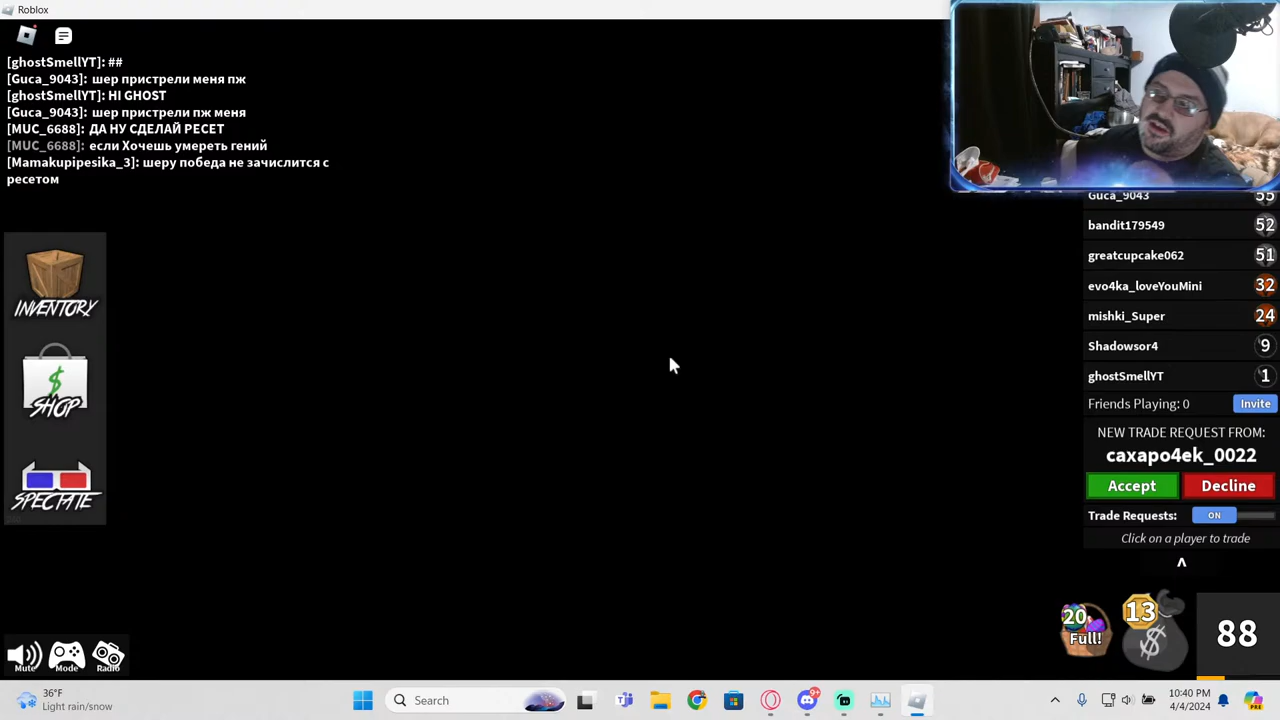 Roblox
[ghostSmellYT]: ##
[Guca_9043]: шер пристрели меня пж
[ghostSmellYT]: HI GHOST
[Guca_9043]: шер пристрели пж меня
[MUC_6688]: ДА НУ СДЕЛАЙ РЕСЕТ
[MUC_6688]: если Хочешь умереть гений
[Mamakupipesika_3]: шеру победа не зачислится с
ресетом
INVENTORY
$
SHOP
SPECTATE
Guca_9043 55
bandit179549 52
greatcupcake062 51
evo4ka_loveYouMini 32
mishki_Super 24
Shadowsor4 9
ghostSmellYT 1
Friends Playing: 0 Invite
NEW TRADE REQUEST FROM:
caxapo4ek_0022
Accept Decline
Trade Requests: ON
Click on a player to trade
^
20
Full!
13
$
88
Mute Mode Radio
36°F
Light rain/snow
Search
9+
10:40 PM
4/4/2024
PRE